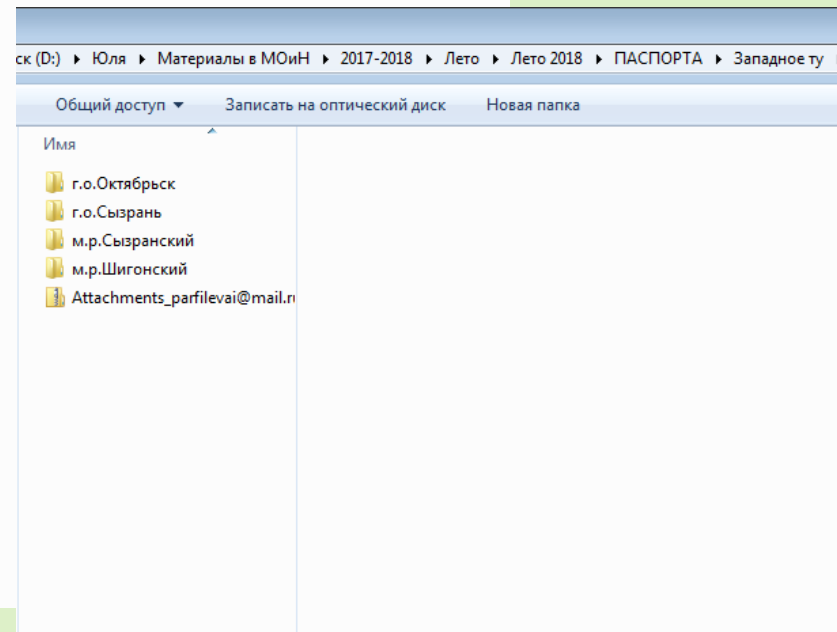 ск (D:) ▸ Юля ▸ Материалы в МОиН ▸ 2017-2018 ▸ Лето ▸ Лето 2018 ▸ ПАСПОРТА ▸ Западное ту
Общий доступ ▼ Записать на оптический диск Новая папка
Имя
г.о.Октябрьск
г.о.Сызрань
м.р.Сызранский
м.р.Шигонский
Attachments_parfilevai@mail.ru